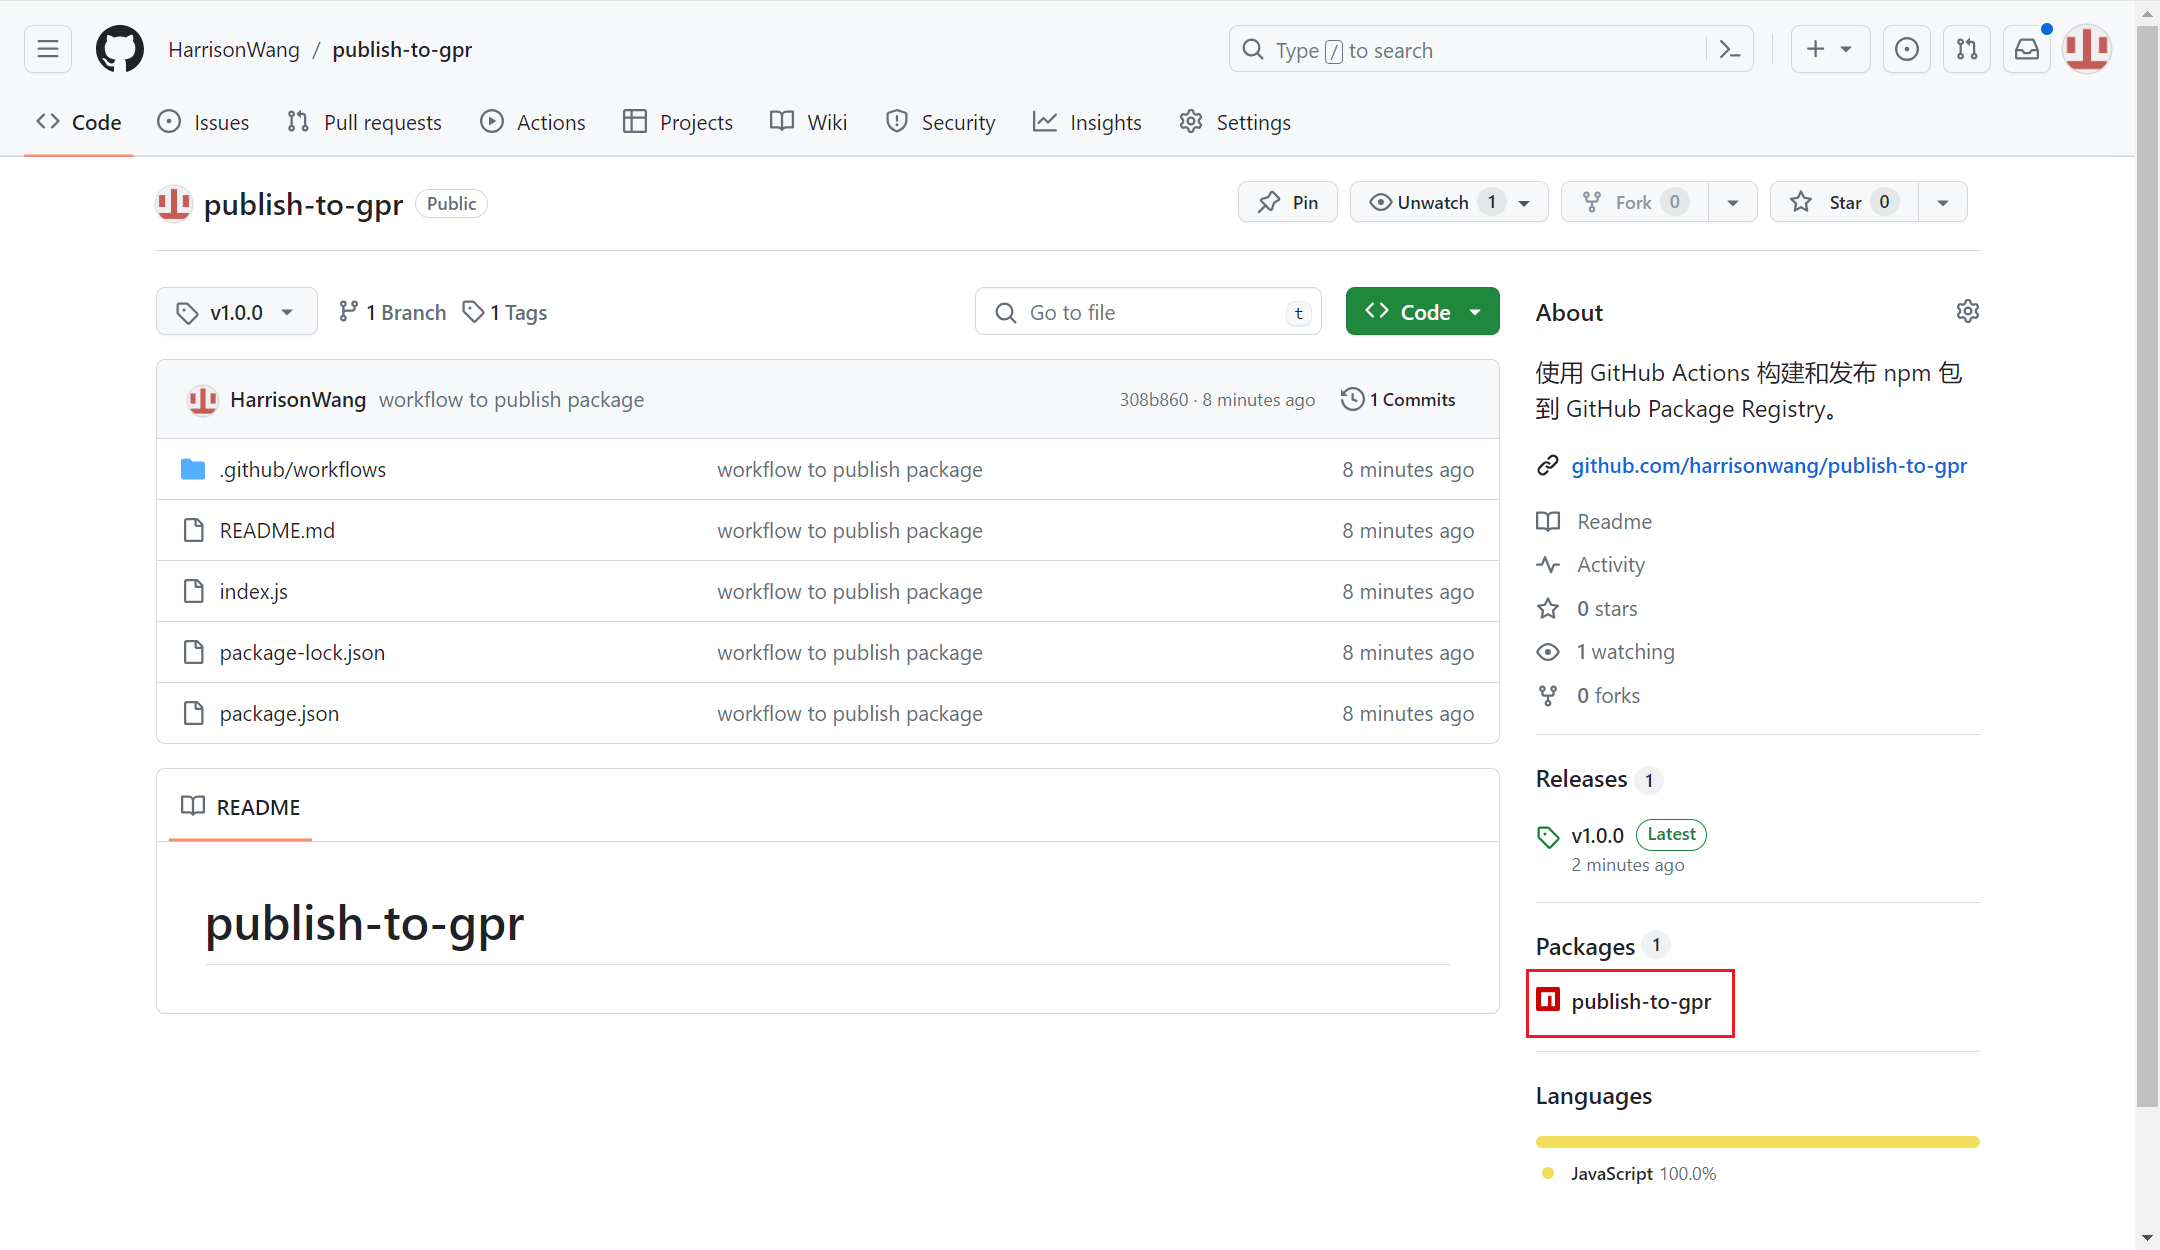 HarrisonWang / publish-to-gpr
Type / to search
Code
Issues
Pull requests
Actions
Projects
Wiki
Security
Insights
Settings
publish-to-gpr Public
Pin
Unwatch 1
Fork 0
Star 0
v1.0.0
1 Branch
1 Tags
Go to file t
Code
HarrisonWang workflow to publish package 308b860 · 8 minutes ago 1 Commits
.github/workflows workflow to publish package 8 minutes ago
README.md workflow to publish package 8 minutes ago
index.js workflow to publish package 8 minutes ago
package-lock.json workflow to publish package 8 minutes ago
package.json workflow to publish package 8 minutes ago
README
publish-to-gpr
About
使用 GitHub Actions 构建和发布 npm 包
到 GitHub Package Registry。
github.com/harrisonwang/publish-to-gpr
Readme
Activity
0 stars
1 watching
0 forks
Releases 1
v1.0.0 Latest
2 minutes ago
Packages 1
publish-to-gpr
Languages
JavaScript 100.0%